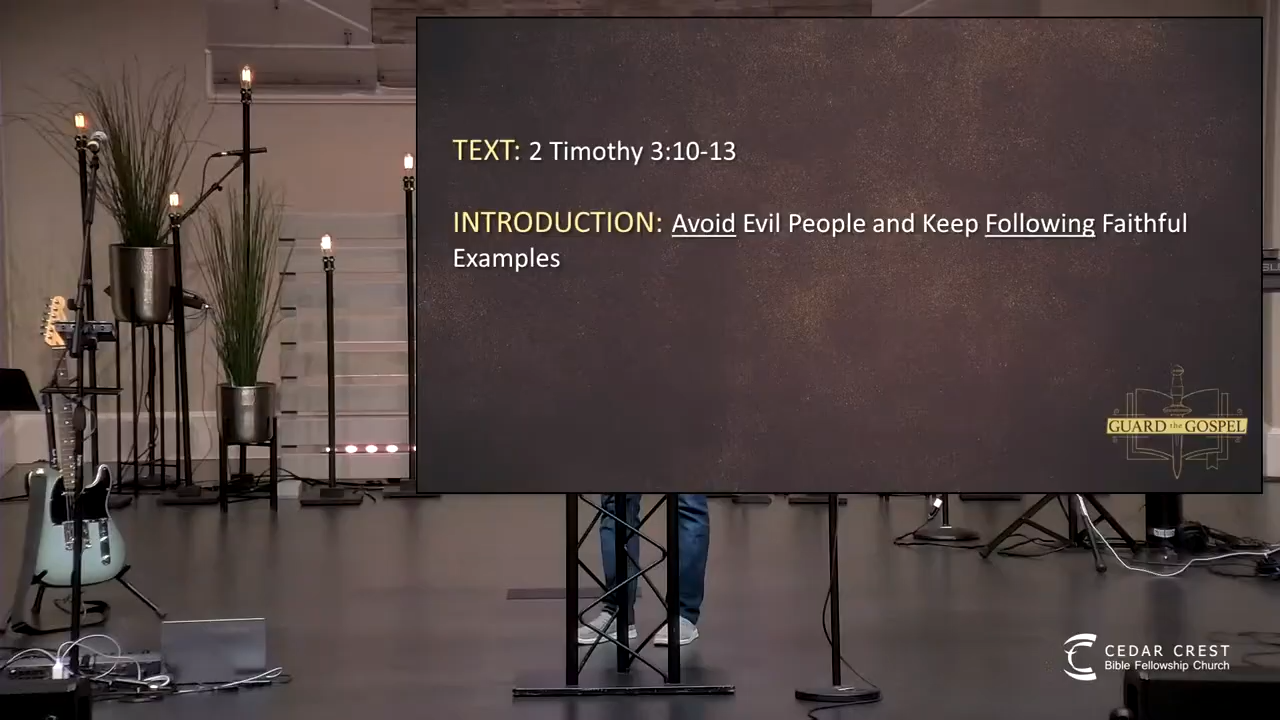 TEXT: 2 Timothy 3:10-13
INTRODUCTION: Avoid Evil People and Keep Following Faithful
Examples
GUARD the GOSPEL
CEDAR CREST
Bible Fellowship Church